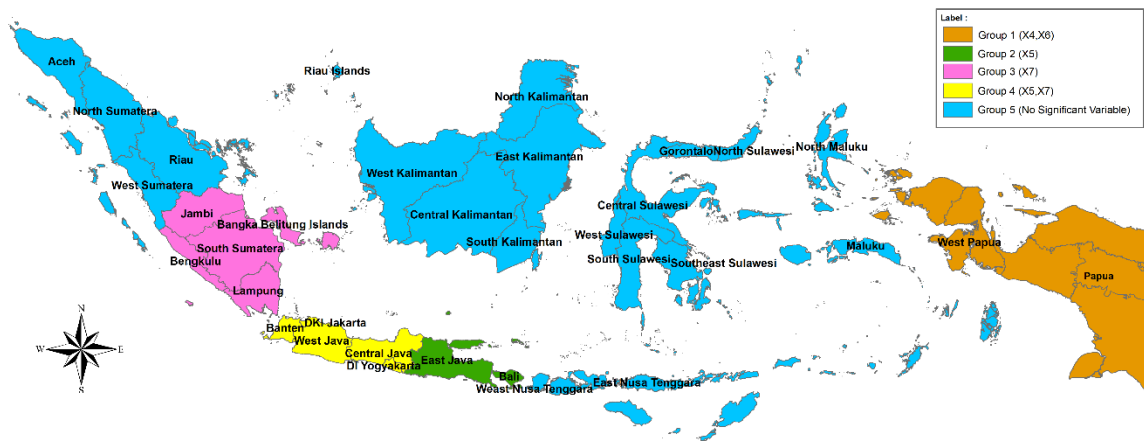 Label :
Group 1 (X4,X6)
Group 2 (X5)
Group 3 (X7)
Group 4 (X5,X7)
Group 5 (No Significant Variable)
Aceh
Riau Islands
North Sumatera
North Kalimantan
Riau
Gorontalo
North Sulawesi
North Maluku
East Kalimantan
West Kalimantan
West Sumatera
Central Sulawesi
Jambi
Central Kalimantan
Bangka Belitung Islands
West Sulawesi
South Kalimantan
West Papua
South Sumatera
Maluku
Bengkulu
South Sulawesi
Southeast Sulawesi
Papua
Lampung
N
W
E
S
DKI Jakarta
Banten
West Java
Central Java
East Java
DI Yogyakarta
Bali
Weast Nusa Tenggara
East Nusa Tenggara